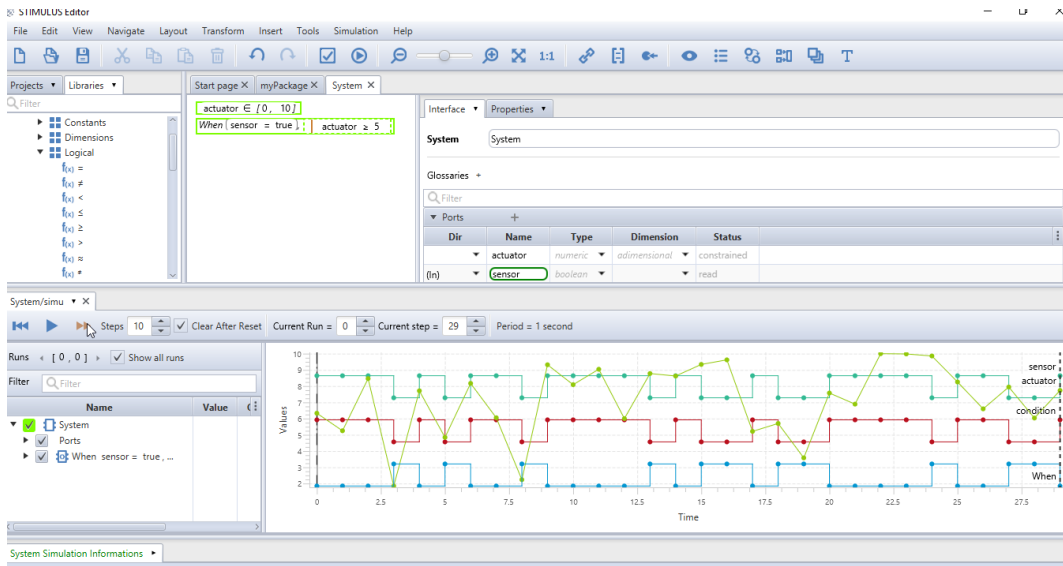 STIMULUS Editor
File Edit View Navigate Layout Transform Insert Tools Simulation Help
1:1 T
Projects Libraries Start page myPackage System
Filter
Constants
Dimensions
Logical
f(x) =
f(x) ≠
f(x) <
f(x) ≤
f(x) ≥
f(x) >
f(x) ≈
actuator ∈ [0, 10]
When sensor = true, actuator ≥ 5
Interface Properties
System System
Glossaries +
Filter
Ports +
Dir Name Type Dimension Status
actuator numeric adimensional constrained
(In) sensor boolean read
System/simu
Steps 10 Clear After Reset Current Run = 0 Current step = 29 Period = 1 second
Runs [0, 0] Show all runs
Filter Filter
Name Value
System
Ports
When sensor = true, ...
Values
10
9
8
7
6
5
4
3
2
sensor
actuator
condition
When
0 2.5 5 7.5 10 12.5 15 17.5 20 22.5 25 27.5
Time
System Simulation Informations